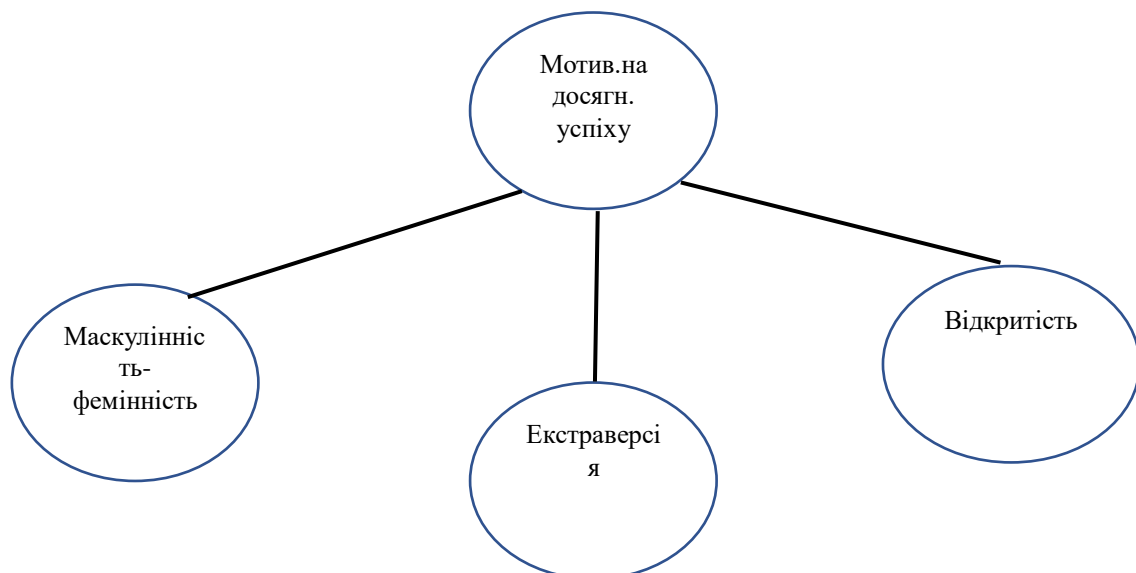 Мотив.на
досягн.
успіху
Маскулінніс
ть-
фемінність
Екстраверсі
я
Відкритість